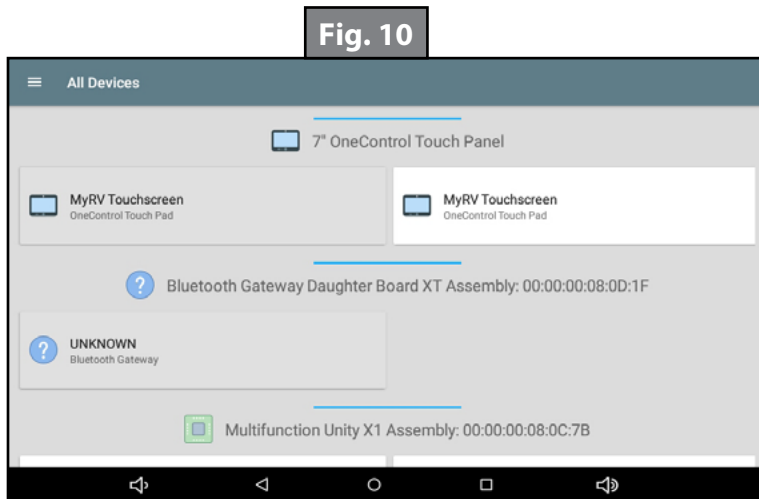 Fig. 10
All Devices
7" OneControl Touch Panel
MyRV Touchscreen
OneControl Touch Pad
MyRV Touchscreen
OneControl Touch Pad
Bluetooth Gateway Daughter Board XT Assembly: 00:00:00:08:0D:1F
UNKNOWN
Bluetooth Gateway
Multifunction Unity X1 Assembly: 00:00:00:08:0C:7B